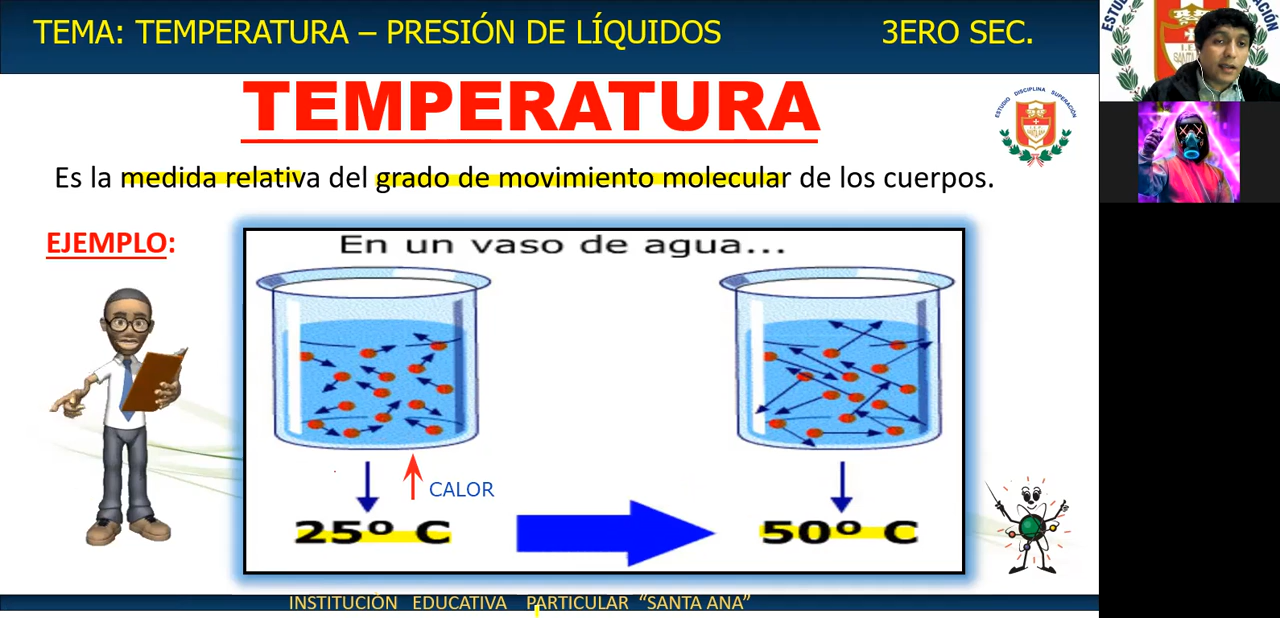 TEMA: TEMPERATURA – PRESIÓN DE LÍQUIDOS 3ERO SEC.
TEMPERATURA
ESTUDIO DISCIPLINA SUPERACIÓN
Es la medida relativa del grado de movimiento molecular de los cuerpos.
EJEMPLO:
En un vaso de agua...
CALOR
25º C
50º C
INSTITUCIÒN EDUCATIVA PARTICULAR “SANTA ANA”